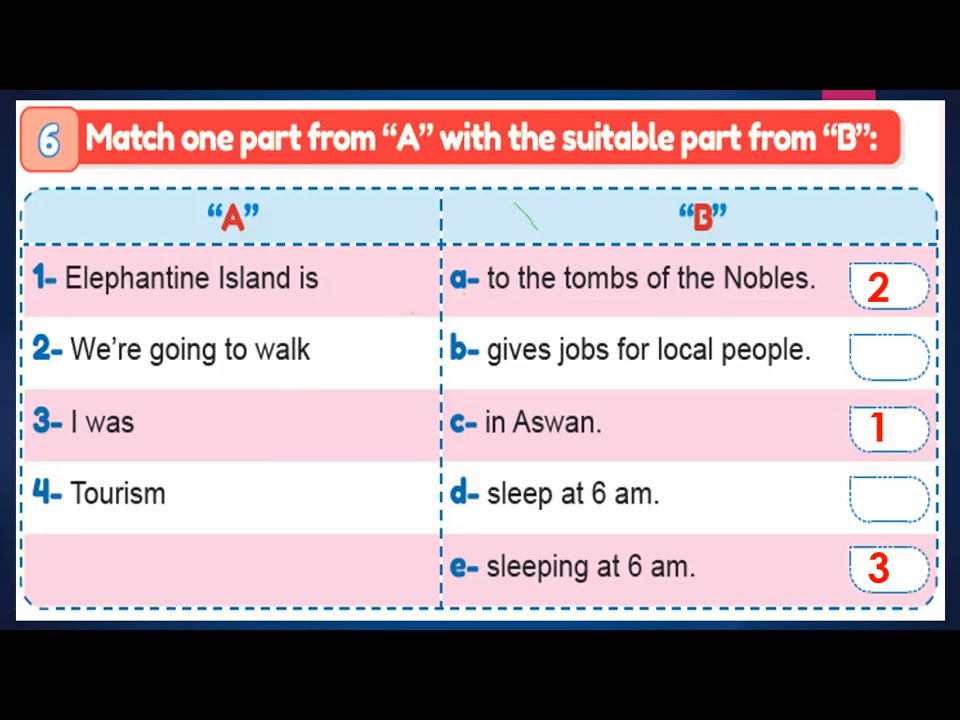 6 Match one part from “A” with the suitable part from “B”:
“A” “B”
1- Elephantine Island is a- to the tombs of the Nobles. 2
2- We’re going to walk b- gives jobs for local people.
3- I was c- in Aswan. 1
4- Tourism d- sleep at 6 am.
e- sleeping at 6 am. 3